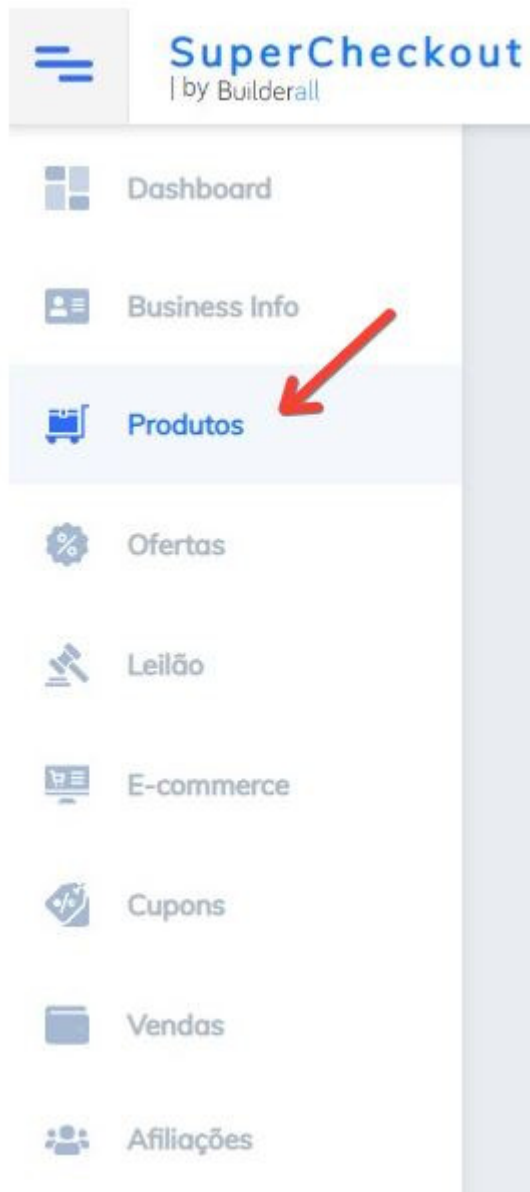 SuperCheckout
| by Builderall
Dashboard
Business Info
Produtos
Ofertas
Leilão
E-commerce
Cupons
Vendas
Afiliações